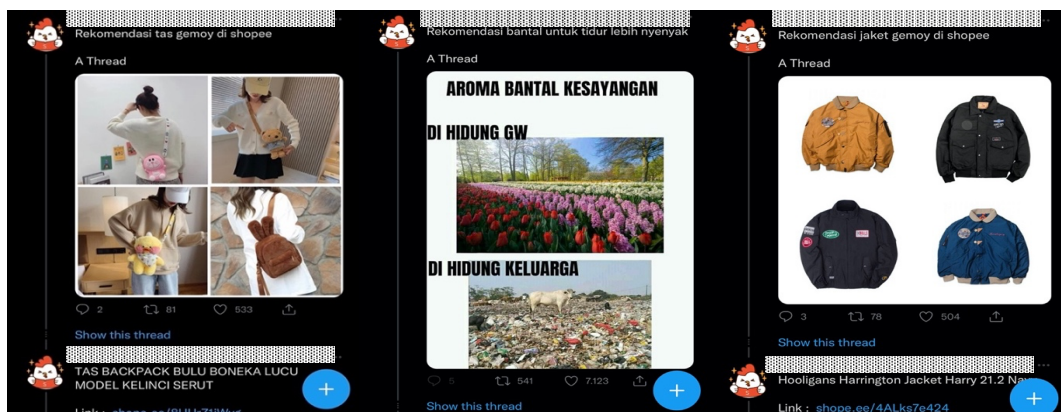 Rekomendasi tas gemoy di shopee
A Thread
2
81
533
Show this thread
TAS BACKPACK BULU BONEKA LUCU
MODEL KELINCI SERUT
Link :
Rekomendasi bantal untuk tidur lebih nyenyak
A Thread
AROMA BANTAL KESAYANGAN
DI HIDUNG GW
DI HIDUNG KELUARGA
5
541
7.123
Show this thread
Rekomendasi jaket gemoy di shopee
A Thread
3
78
504
Show this thread
Hooligans Harrington Jacket Harry 21.2
Link : shope.ee/4ALks7e424